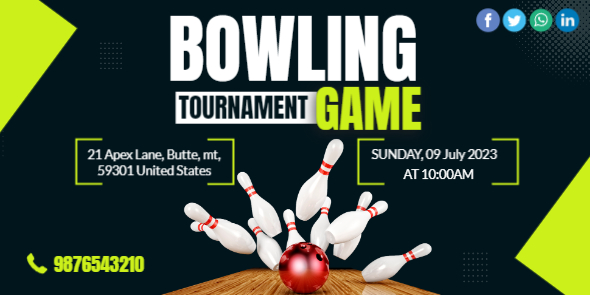 BOWLING
TOURNAMENT GAME
21 Apex Lane, Butte, mt,
59301 United States
SUNDAY, 09 July 2023
AT 10:00AM
9876543210